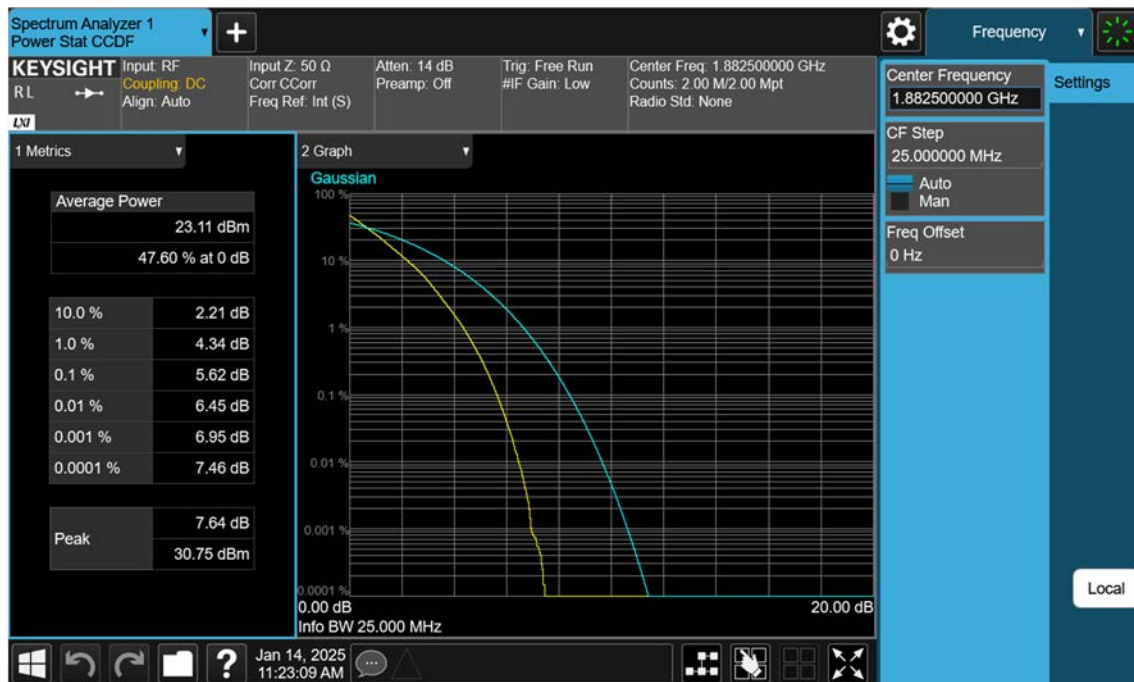 Spectrum Analyzer 1
Power Stat CCDF
+
Frequency
KEYSIGHT
RL
LXI
Input: RF
Coupling: DC
Align: Auto
Input Z: 50 Ω
Corr CCorr
Freq Ref: Int (S)
Atten: 14 dB
Preamp: Off
Trig: Free Run
#IF Gain: Low
Center Freq: 1.882500000 GHz
Counts: 2.00 M/2.00 Mpt
Radio Std: None
Center Frequency
1.882500000 GHz
Settings
CF Step
25.000000 MHz
Auto
Man
Freq Offset
0 Hz
1 Metrics
Average Power
23.11 dBm
47.60 % at 0 dB
10.0 % 2.21 dB
1.0 % 4.34 dB
0.1 % 5.62 dB
0.01 % 6.45 dB
0.001 % 6.95 dB
0.0001 % 7.46 dB
Peak
7.64 dB
30.75 dBm
2 Graph
Gaussian
100 %
10 %
1 %
0.1 %
0.01 %
0.001 %
0.0001 %
0.00 dB 20.00 dB
Info BW 25.000 MHz
Local
?
Jan 14, 2025
11:23:09 AM